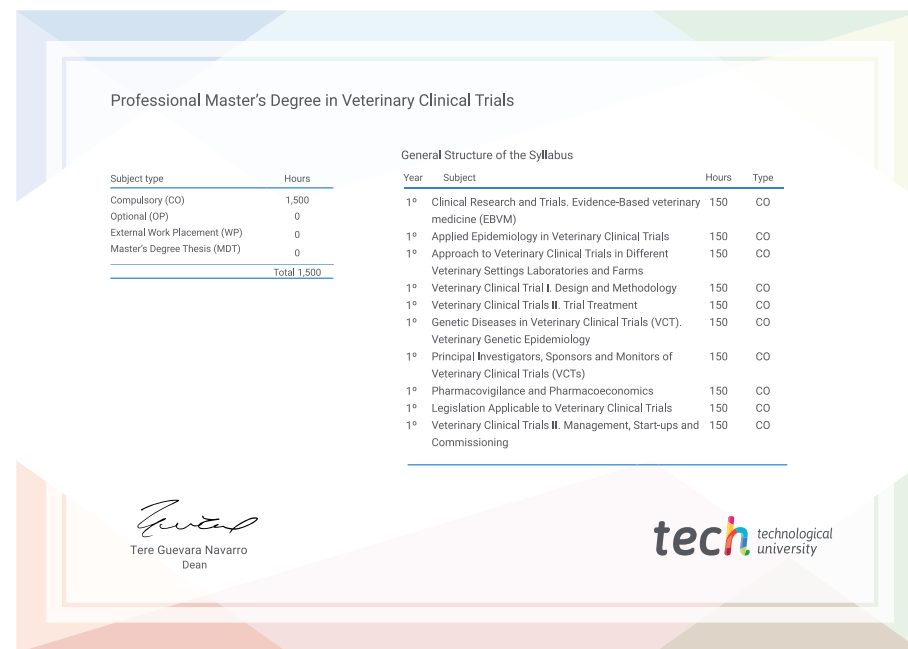 Professional Master's Degree in Veterinary Clinical Trials
Subject type Hours
Compulsory (CO) 1,500
Optional (OP) 0
External Work Placement (WP) 0
Master's Degree Thesis (MDT) 0
Total 1,500
General Structure of the Syllabus
Year Subject Hours Type
1º Clinical Research and Trials. Evidence-Based veterinary 150 CO
medicine (EBVM)
1º Applied Epidemiology in Veterinary Clinical Trials 150 CO
1º Approach to Veterinary Clinical Trials in Different 150 CO
Veterinary Settings Laboratories and Farms
1º Veterinary Clinical Trial I. Design and Methodology 150 CO
1º Veterinary Clinical Trials II. Trial Treatment 150 CO
1º Genetic Diseases in Veterinary Clinical Trials (VCT). 150 CO
Veterinary Genetic Epidemiology
1º Principal Investigators, Sponsors and Monitors of 150 CO
Veterinary Clinical Trials (VCTs)
1º Pharmacovigilance and Pharmacoeconomics 150 CO
1º Legislation Applicable to Veterinary Clinical Trials 150 CO
1º Veterinary Clinical Trials II. Management, Start-ups and 150 CO
Commissioning
Tere Guevara Navarro
Dean
tech technological
university